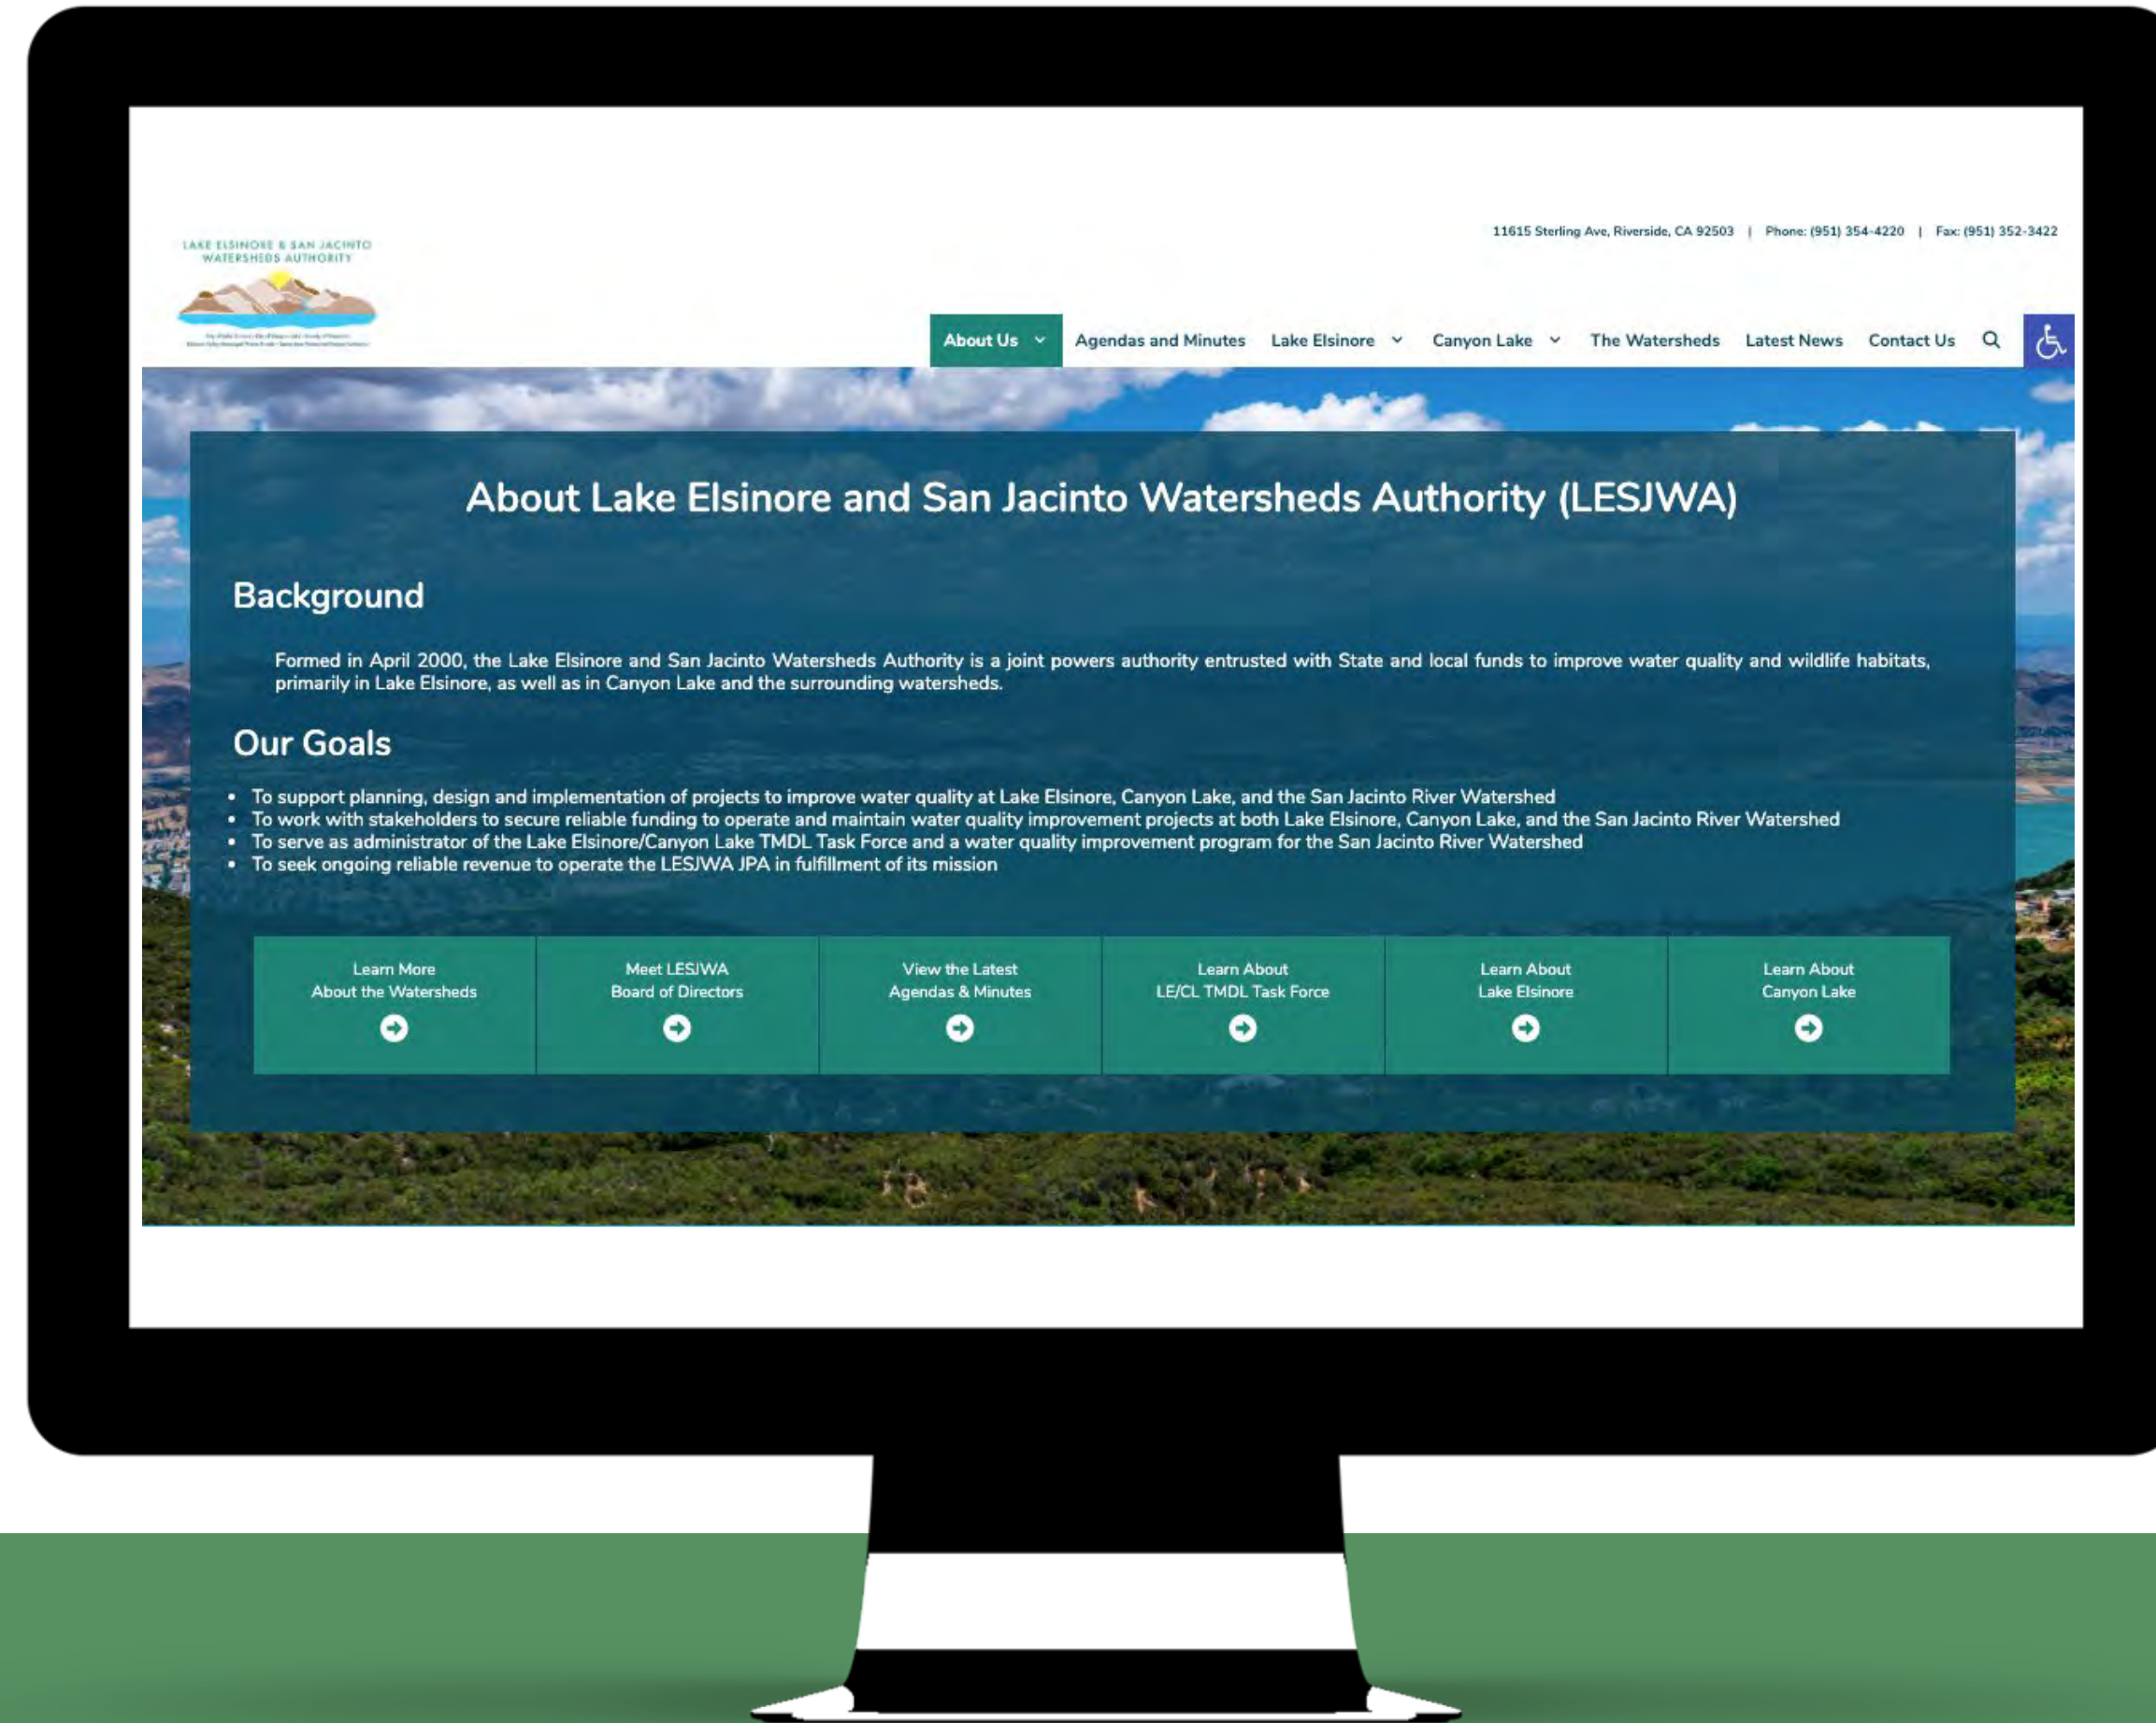 LAKE ELSINORE & SAN JACINTO
WATERSHEDS AUTHORITY
11615 Sterling Ave, Riverside, CA 92503 | Phone: (951) 354-4220 | Fax: (951) 352-3422
About Us Agendas and Minutes Lake Elsinore Canyon Lake The Watersheds Latest News Contact Us
About Lake Elsinore and San Jacinto Watersheds Authority (LESJWA)
Background
Formed in April 2000, the Lake Elsinore and San Jacinto Watersheds Authority is a joint powers authority entrusted with State and local funds to improve water quality and wildlife habitats,
primarily in Lake Elsinore, as well as in Canyon Lake and the surrounding watersheds.
Our Goals
• To support planning, design and implementation of projects to improve water quality at Lake Elsinore, Canyon Lake, and the San Jacinto River Watershed
• To work with stakeholders to secure reliable funding to operate and maintain water quality improvement projects at both Lake Elsinore, Canyon Lake, and the San Jacinto River Watershed
• To serve as administrator of the Lake Elsinore/Canyon Lake TMDL Task Force and a water quality improvement program for the San Jacinto River Watershed
• To seek ongoing reliable revenue to operate the LESJWA JPA in fulfillment of its mission
Learn More
About the Watersheds
Meet LESJWA
Board of Directors
View the Latest
Agendas & Minutes
Learn About
LE/CL TMDL Task Force
Learn About
Lake Elsinore
Learn About
Canyon Lake